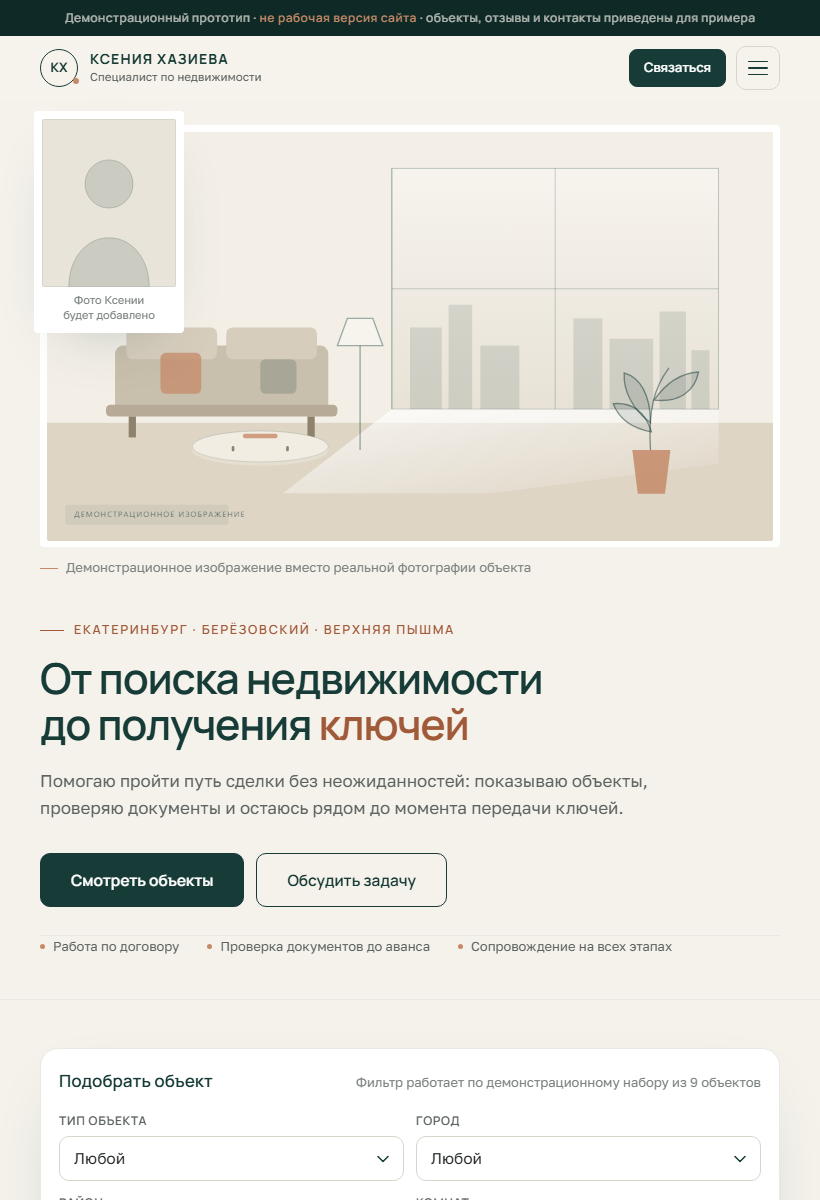 Демонстрационный прототип · не рабочая версия сайта · объекты, отзывы и контакты приведены для примера
КХ
КСЕНИЯ ХАЗИЕВА
Специалист по недвижимости
Связаться
Фото Ксении
будет добавлено
ДЕМОНСТРАЦИОННОЕ ИЗОБРАЖЕНИЕ
Демонстрационное изображение вместо реальной фотографии объекта
ЕКАТЕРИНБУРГ · БЕРЁЗОВСКИЙ · ВЕРХНЯЯ ПЫШМА
От поиска недвижимости
до получения ключей
Помогаю пройти путь сделки без неожиданностей: показываю объекты,
проверяю документы и остаюсь рядом до момента передачи ключей.
Смотреть объекты
Обсудить задачу
Работа по договору
Проверка документов до аванса
Сопровождение на всех этапах
Подобрать объект
Фильтр работает по демонстрационному набору из 9 объектов
ТИП ОБЪЕКТА
ГОРОД
Любой
Любой